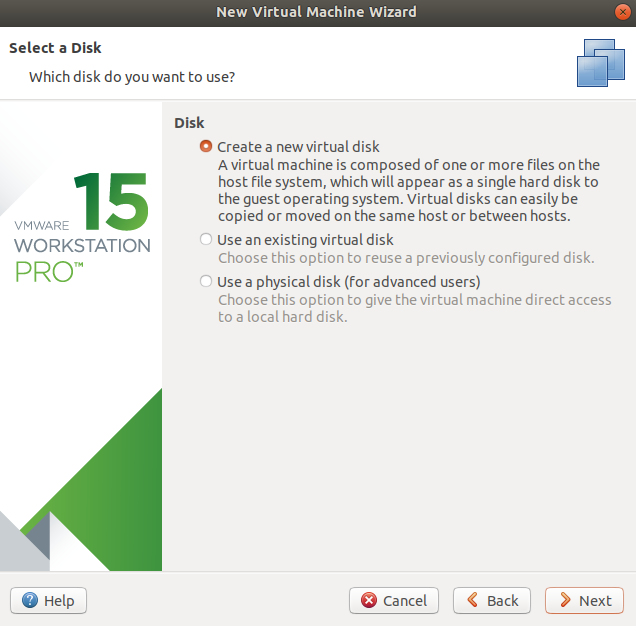 New Virtual Machine Wizard
Select a Disk
Which disk do you want to use?
VMWARE 15
WORKSTATION
PRO™
Disk
Create a new virtual disk
A virtual machine is composed of one or more files on the
host file system, which will appear as a single hard disk to
the guest operating system. Virtual disks can easily be
copied or moved on the same host or between hosts.
Use an existing virtual disk
Choose this option to reuse a previously configured disk.
Use a physical disk (for advanced users)
Choose this option to give the virtual machine direct access
to a local hard disk.
Help
Cancel
Back
Next